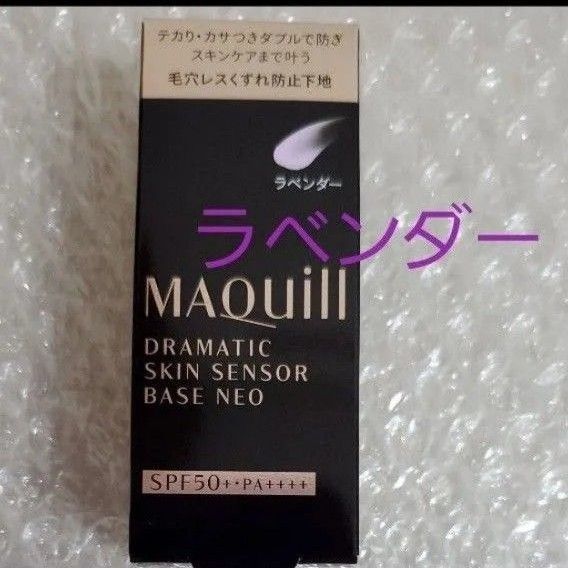 テカり・カサつきダブルで防ぎ
スキンケアまで叶う
毛穴レスくずれ防止下地
ラベンダー
ラベンダー
MAQuill
DRAMATIC
SKIN SENSOR
BASE NEO
SPF50+・PA++++